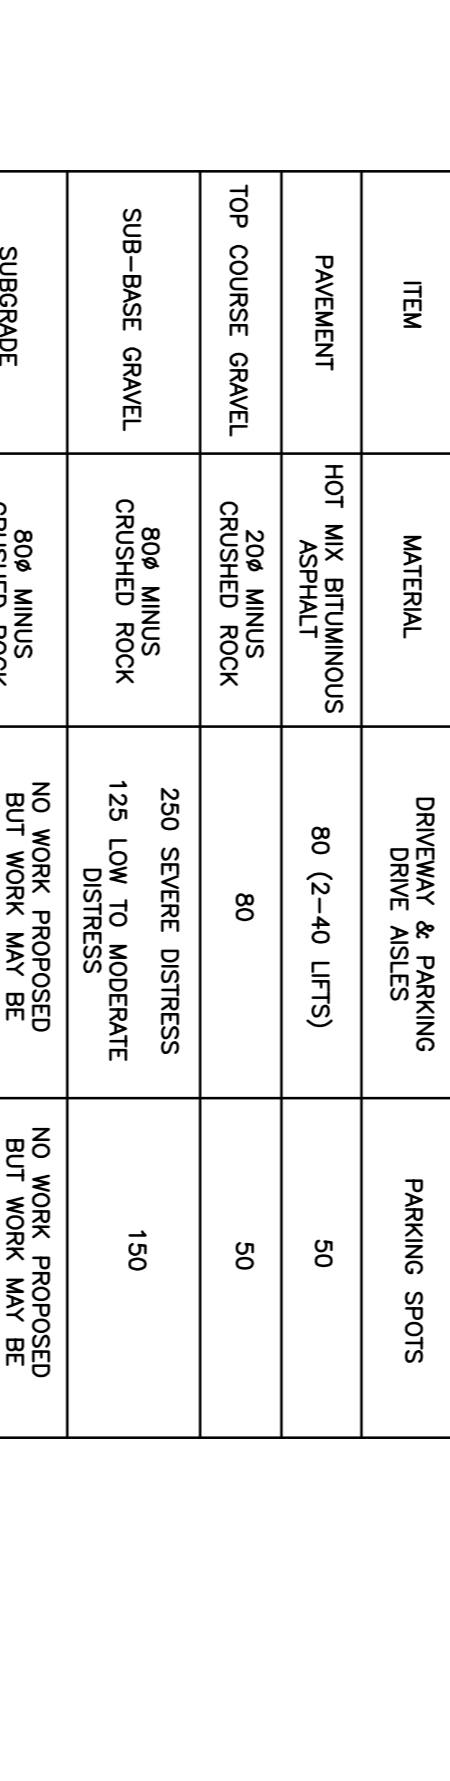 ITEM
MATERIAL
DRIVEWAY & PARKING
DRIVE AISLES
PARKING SPOTS
PAVEMENT
HOT MIX BITUMINOUS
ASPHALT
80 (2-40 LIFTS)
50
TOP COURSE GRAVEL
20ø MINUS
CRUSHED ROCK
80
50
SUB-BASE GRAVEL
80ø MINUS
CRUSHED ROCK
250 SEVERE DISTRESS
125 LOW TO MODERATE
DISTRESS
150
SUBGRADE
80ø MINUS
CRUSHED ROCK
NO WORK PROPOSED
BUT WORK MAY BE
NO WORK PROPOSED
BUT WORK MAY BE